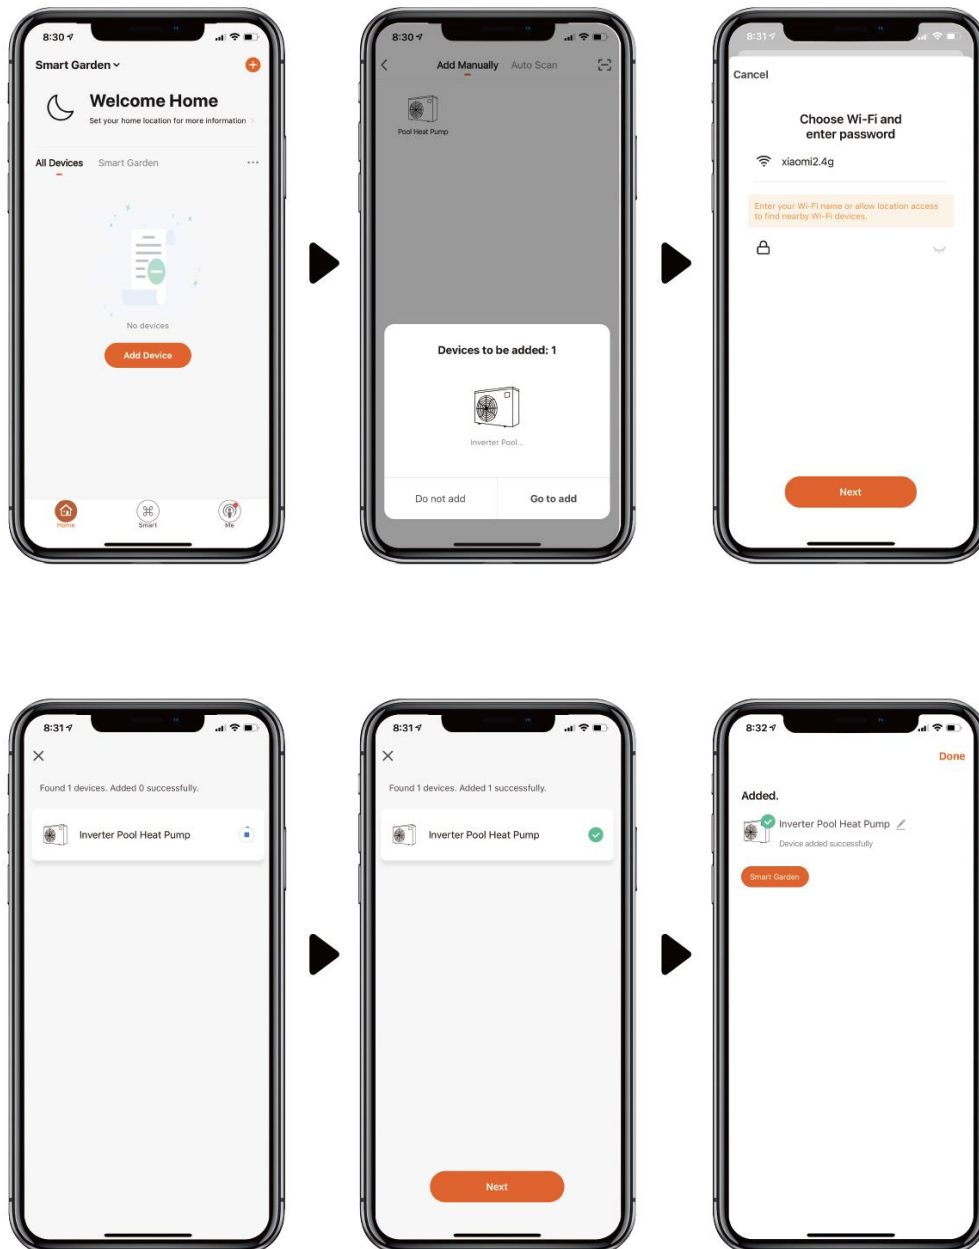 8:30
Smart Garden
Welcome Home
Set your home location for more information
All Devices Smart Garden
No devices
Add Device
Home Smart Me
8:30
Add Manually Auto Scan
Pool Heat Pump
Devices to be added: 1
Inverter Pool...
Do not add Go to add
8:31
Cancel
Choose Wi-Fi and
enter password
xiaomi2.4g
Enter your Wi-Fi name or allow location access
to find nearby Wi-Fi devices.
Next
8:31
Found 1 devices. Added 0 successfully.
Inverter Pool Heat Pump
8:31
Found 1 devices. Added 1 successfully.
Inverter Pool Heat Pump
Next
8:32
Done
Added.
Inverter Pool Heat Pump
Device added successfully
Smart Garden